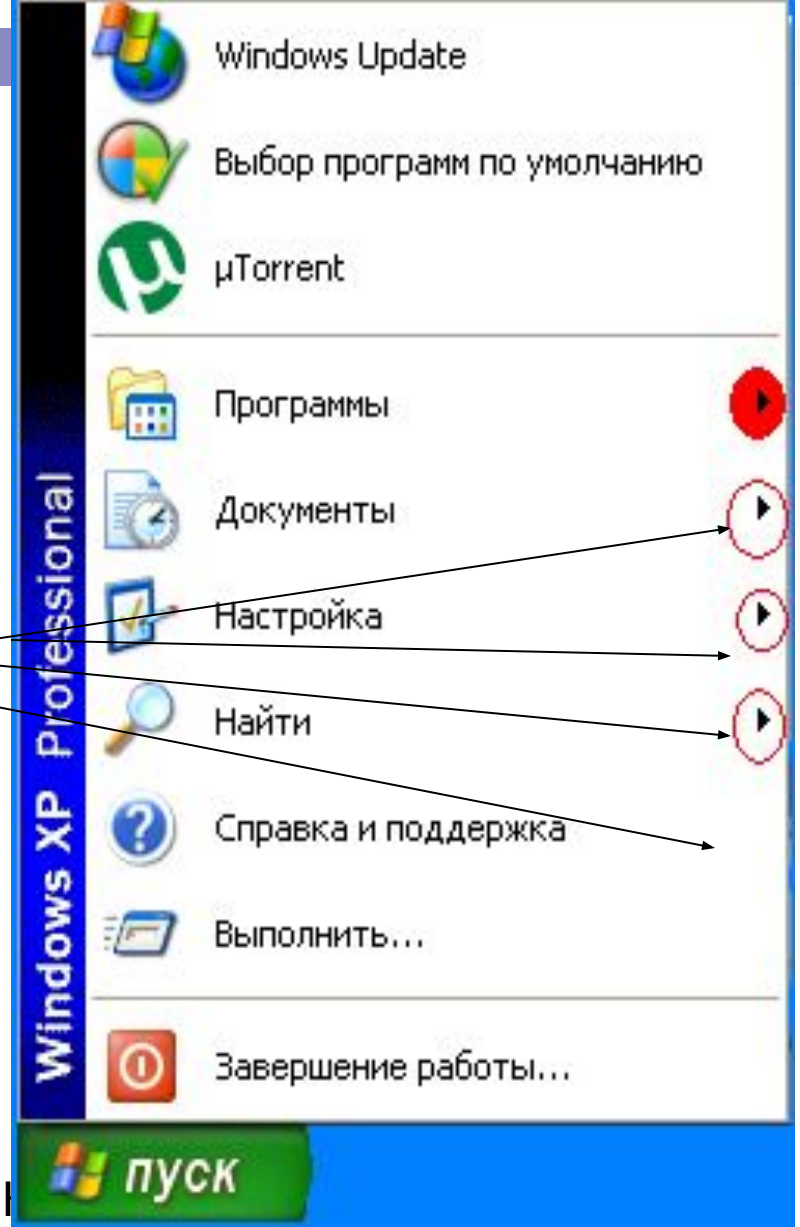 Windows Update
Выбор программ по умолчанию
µTorrent
Программы
Документы
Настройка
Найти
Справка и поддержка
Выполнить...
Завершение работы...
Windows XP Professional
пуск